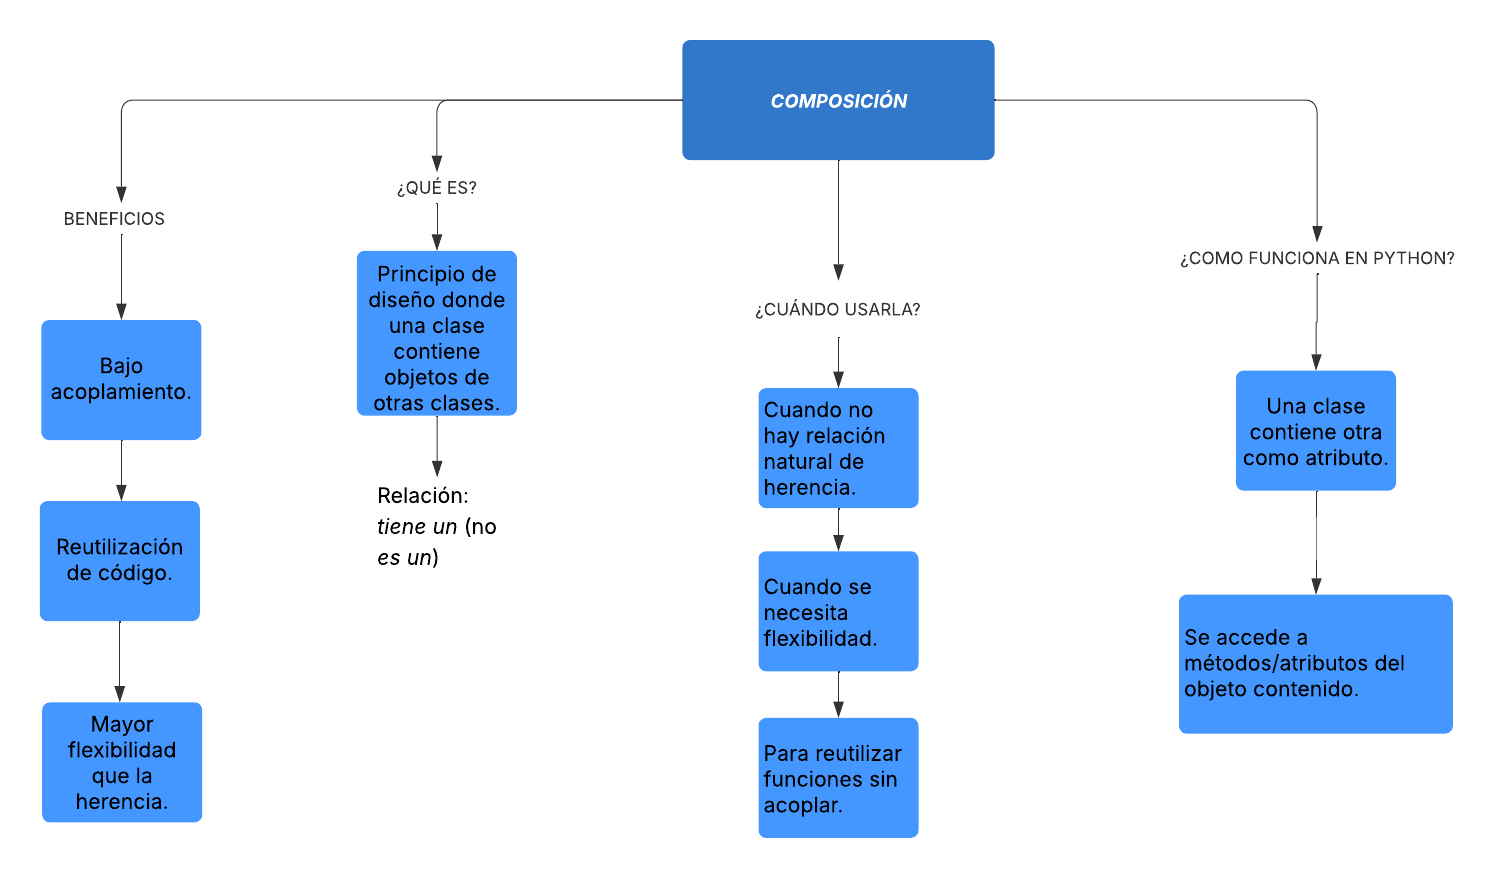 COMPOSICIÓN
BENEFICIOS
Bajo
acoplamiento.
Reutilización
de código.
Mayor
flexibilidad
que la
herencia.
¿QUÉ ES?
Principio de
diseño donde
una clase
contiene
objetos de
otras clases.
Relación:
tiene un (no
es un)
¿CUÁNDO USARLA?
Cuando no
hay relación
natural de
herencia.
Cuando se
necesita
flexibilidad.
Para reutilizar
funciones sin
acoplar.
¿COMO FUNCIONA EN PYTHON?
Una clase
contiene otra
como atributo.
Se accede a
métodos/atributos del
objeto contenido.